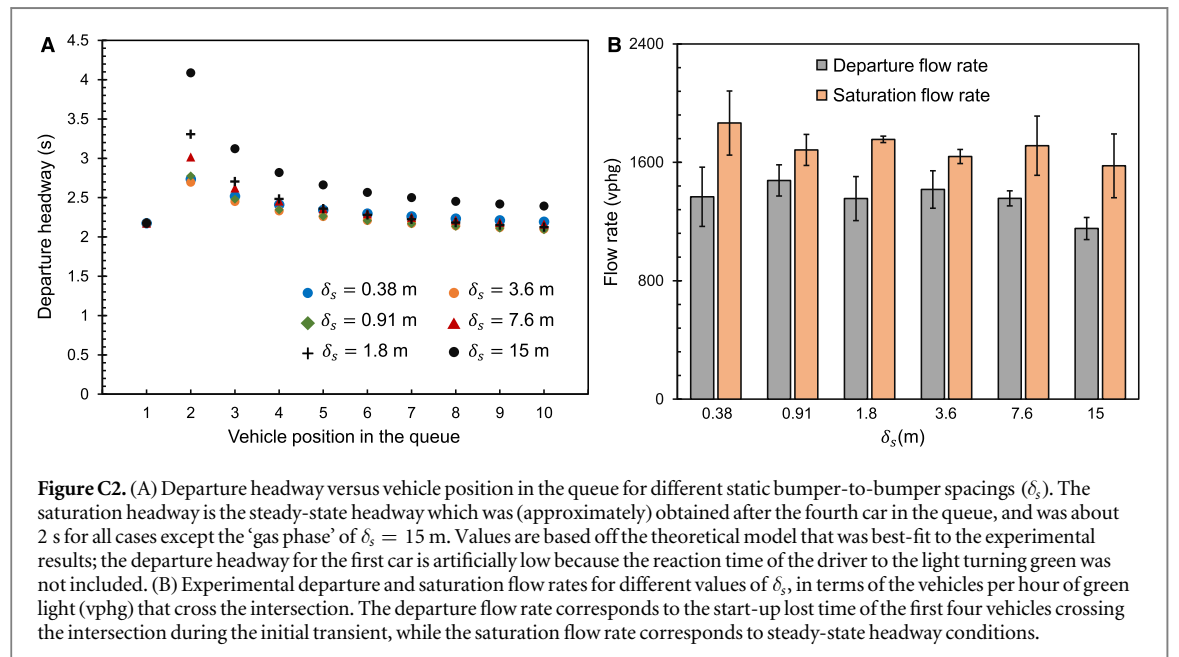 A
4.5
4
3.5
3
2.5
2
1.5
1
0.5
0
Departure headway (s)
δₛ = 0.38 m
δₛ = 3.6 m
δₛ = 0.91 m
δₛ = 7.6 m
δₛ = 1.8 m
δₛ = 15 m
1 2 3 4 5 6 7 8 9 10
Vehicle position in the queue
B
2400
1600
800
0
Flow rate (vphg)
Departure flow rate
Saturation flow rate
0.38 0.91 1.8 3.6 7.6 15
δₛ(m)
Figure C2. (A) Departure headway versus vehicle position in the queue for different static bumper-to-bumper spacings (δₛ). The
saturation headway is the steady-state headway which was (approximately) obtained after the fourth car in the queue, and was about
2 s for all cases except the ‘gas phase’ of δₛ = 15 m. Values are based off the theoretical model that was best-fit to the experimental
results; the departure headway for the first car is artificially low because the reaction time of the driver to the light turning green was
not included. (B) Experimental departure and saturation flow rates for different values of δₛ, in terms of the vehicles per hour of green
light (vphg) that cross the intersection. The departure flow rate corresponds to the start-up lost time of the first four vehicles crossing
the intersection during the initial transient, while the saturation flow rate corresponds to steady-state headway conditions.